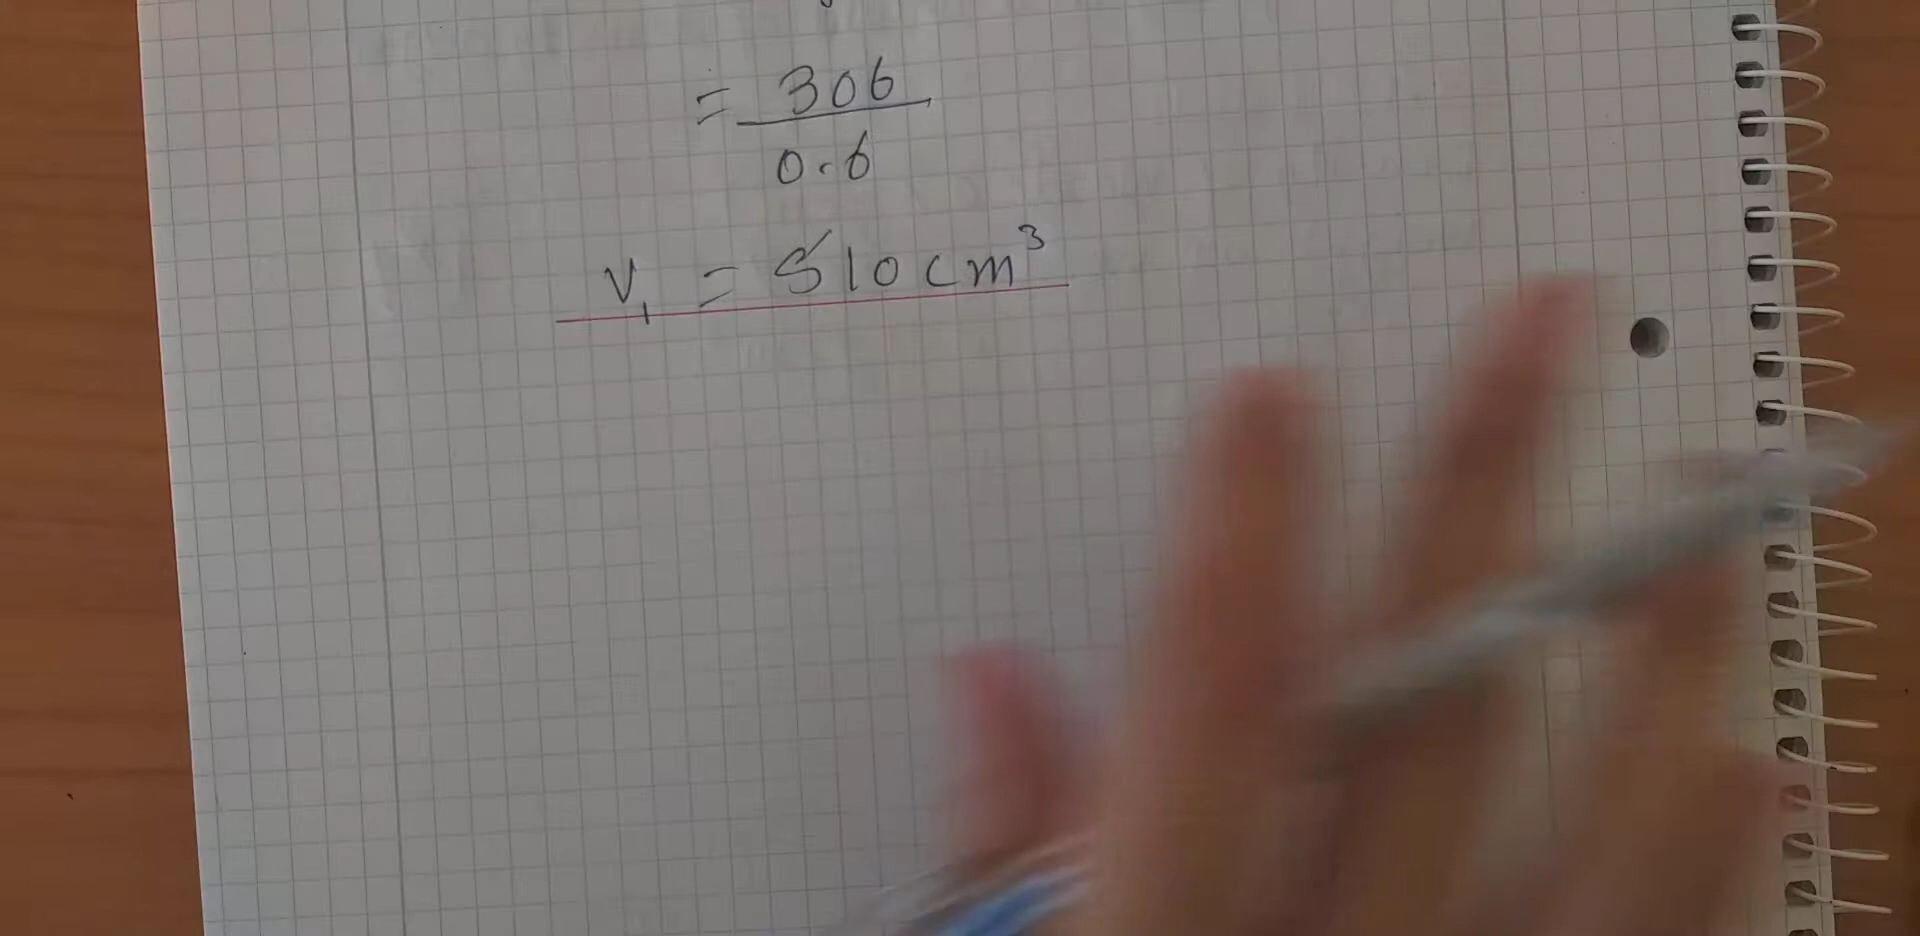 = 306
0.6
V₁ = 510 cm³